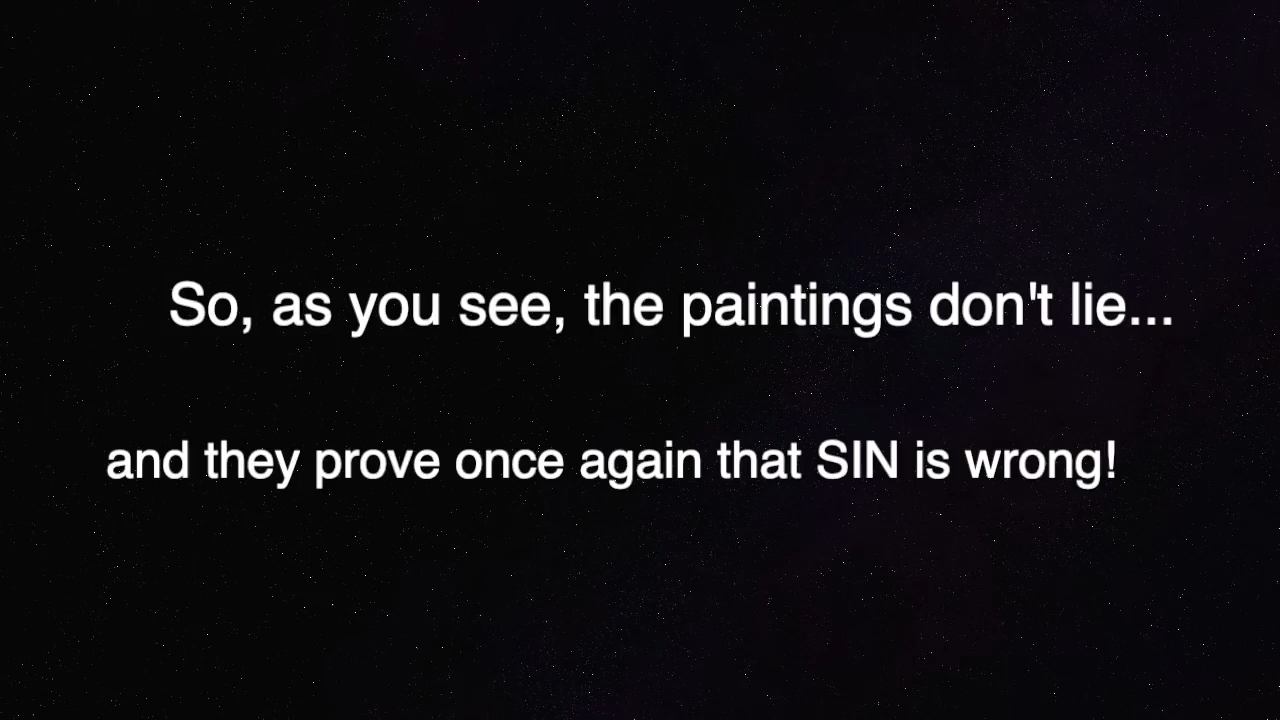 So, as you see, the paintings don't lie...
and they prove once again that SIN is wrong!